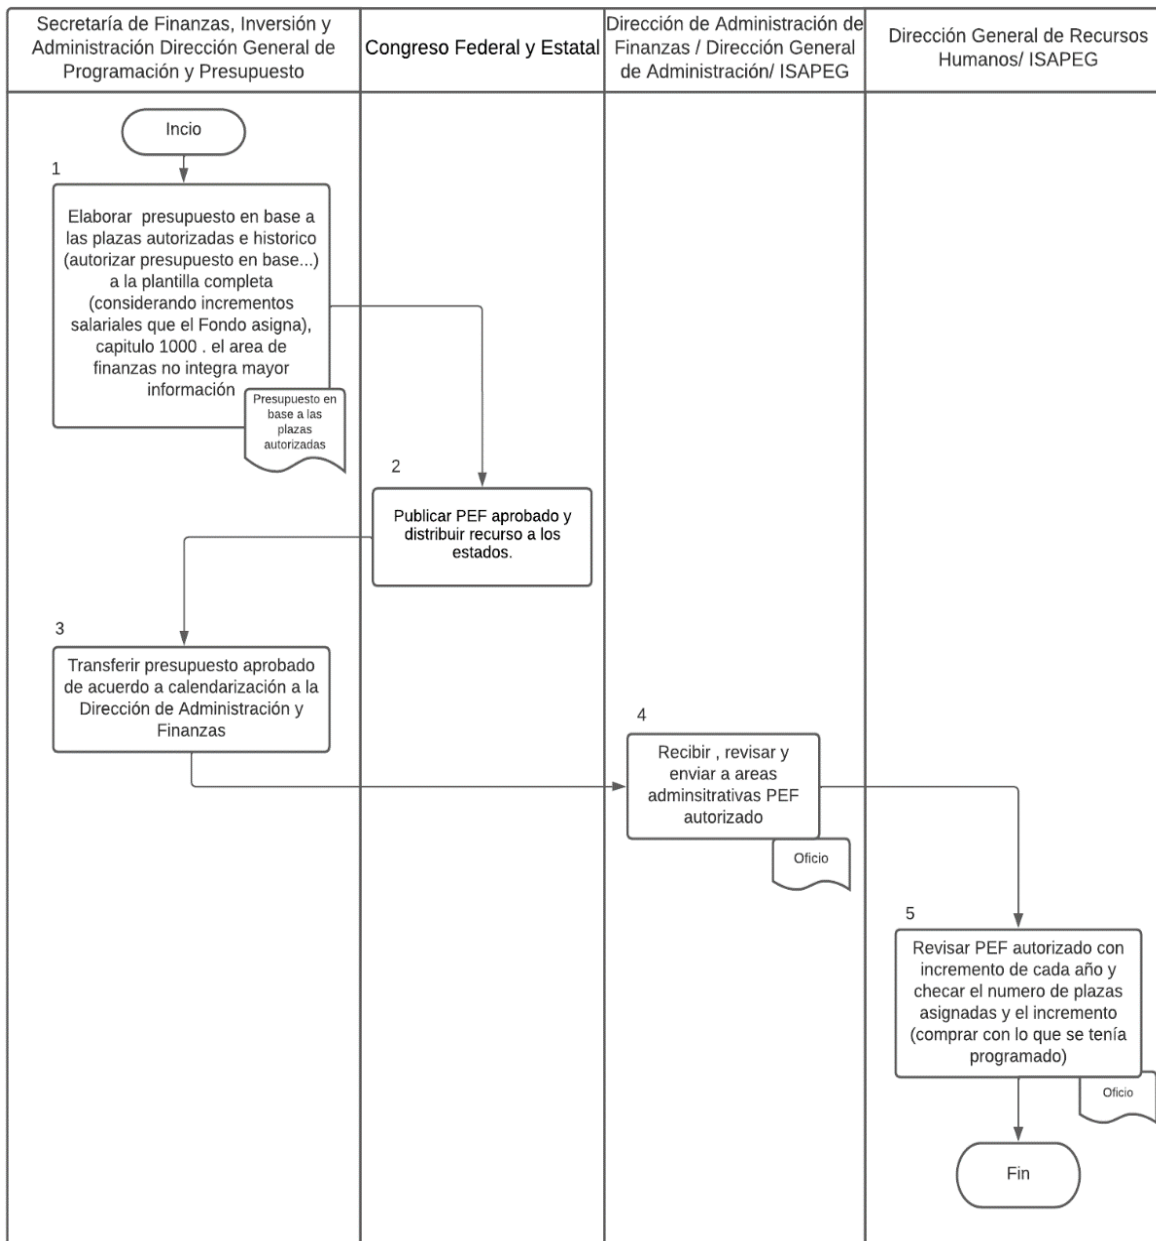 Secretaría de Finanzas, Inversión y
Administración Dirección General de
Programación y Presupuesto
Congreso Federal y Estatal
Dirección de Administración de
Finanzas / Dirección General
de Administración/ ISAPEG
Dirección General de Recursos
Humanos/ ISAPEG
Incio
1
Elaborar presupuesto en base a
las plazas autorizadas e historico
(autorizar presupuesto en base...)
a la plantilla completa
(considerando incrementos
salariales que el Fondo asigna),
capitulo 1000 . el area de
finanzas no integra mayor
información
Presupuesto en
base a las
plazas
autorizadas
2
Publicar PEF aprobado y
distribuir recurso a los
estados.
3
Transferir presupuesto aprobado
de acuerdo a calendarización a la
Dirección de Administración y
Finanzas
4
Recibir , revisar y
enviar a areas
adminsitrativas PEF
autorizado
Oficio
5
Revisar PEF autorizado con
incremento de cada año y
checar el numero de plazas
asignadas y el incremento
(comprar con lo que se tenía
programado)
Oficio
Fin